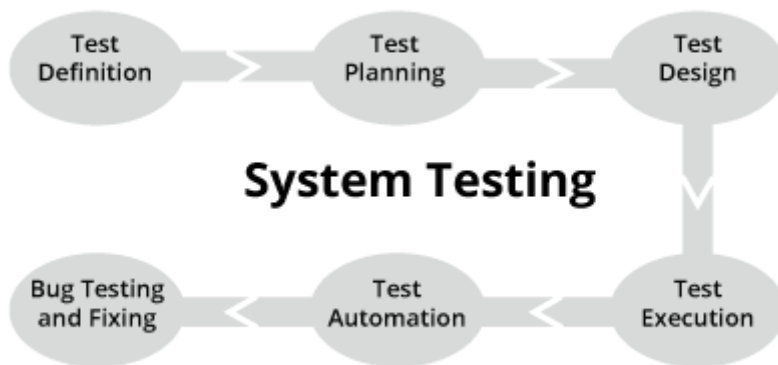 Test
Definition
Test
Planning
Test
Design
System Testing
Bug Testing
and Fixing
Test
Automation
Test
Execution